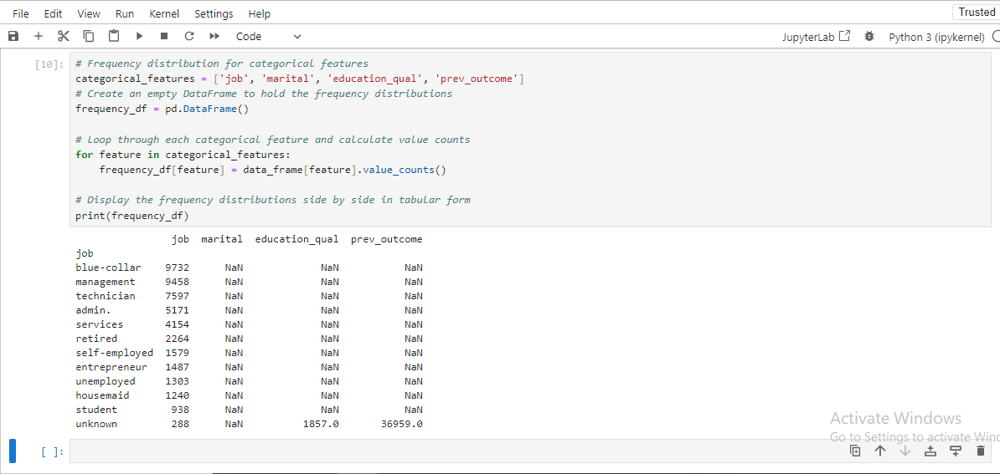 File Edit View Run Kernel Settings Help Trusted
Code JupyterLab Python 3 (ipykernel)
[10]: # Frequency distribution for categorical features
categorical_features = ['job', 'marital', 'education_qual', 'prev_outcome']
# Create an empty DataFrame to hold the frequency distributions
frequency_df = pd.DataFrame()
# Loop through each categorical feature and calculate value counts
for feature in categorical_features:
    frequency_df[feature] = data_frame[feature].value_counts()
# Display the frequency distributions side by side in tabular form
print(frequency_df)
job marital education_qual prev_outcome
job
blue-collar 9732 NaN NaN NaN
management 9458 NaN NaN NaN
technician 7597 NaN NaN NaN
admin. 5171 NaN NaN NaN
services 4154 NaN NaN NaN
retired 2264 NaN NaN NaN
self-employed 1579 NaN NaN NaN
entrepreneur 1487 NaN NaN NaN
unemployed 1303 NaN NaN NaN
housemaid 1240 NaN NaN NaN
student 938 NaN NaN NaN
unknown 288 NaN 1857.0 36959.0
Activate Windows
Go to Settings to activate Wind
[ ]: